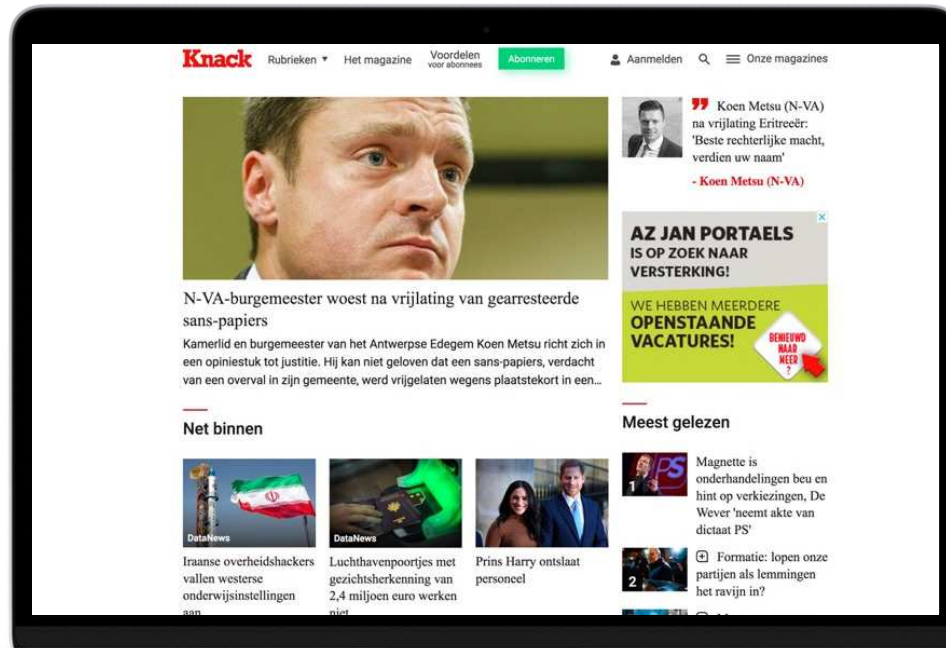 Knack
Rubrieken
Het magazine
Voordelen
voor abonnees
Abonneren
Aanmelden
Onze magazines
N-VA-burgemeester woest na vrijlating van gearresteerde
sans-papiers
Kamerlid en burgemeester van het Antwerpse Edegem Koen Metsu richt zich in
een opiniestuk tot justitie. Hij kan niet geloven dat een sans-papiers, verdacht
van een overval in zijn gemeente, werd vrijgelaten wegens plaatstekort in een...
Koen Metsu (N-VA)
na vrijlating Eritreeër:
'Beste rechterlijke macht,
verdien uw naam'
- Koen Metsu (N-VA)
AZ JAN PORTAELS
IS OP ZOEK NAAR
VERSTERKING!
WE HEBBEN MEERDERE
OPENSTAANDE
VACATURES!
BENIEUWD
NAAR
MEER
?
Net binnen
DataNews
Iraanse overheidshackers
vallen westerse
onderwijsinstellingen
aan
DataNews
Luchthavenpoortjes met
gezichtsherkenning van
2,4 miljoen euro werken
niet
Prins Harry ontslaat
personeel
Meest gelezen
PS
1
Magnette is
onderhandelingen beu en
hint op verkiezingen, De
Wever 'neemt akte van
dictaat PS'
2
Formatie: lopen onze
partijen als lemmingen
het ravijn in?